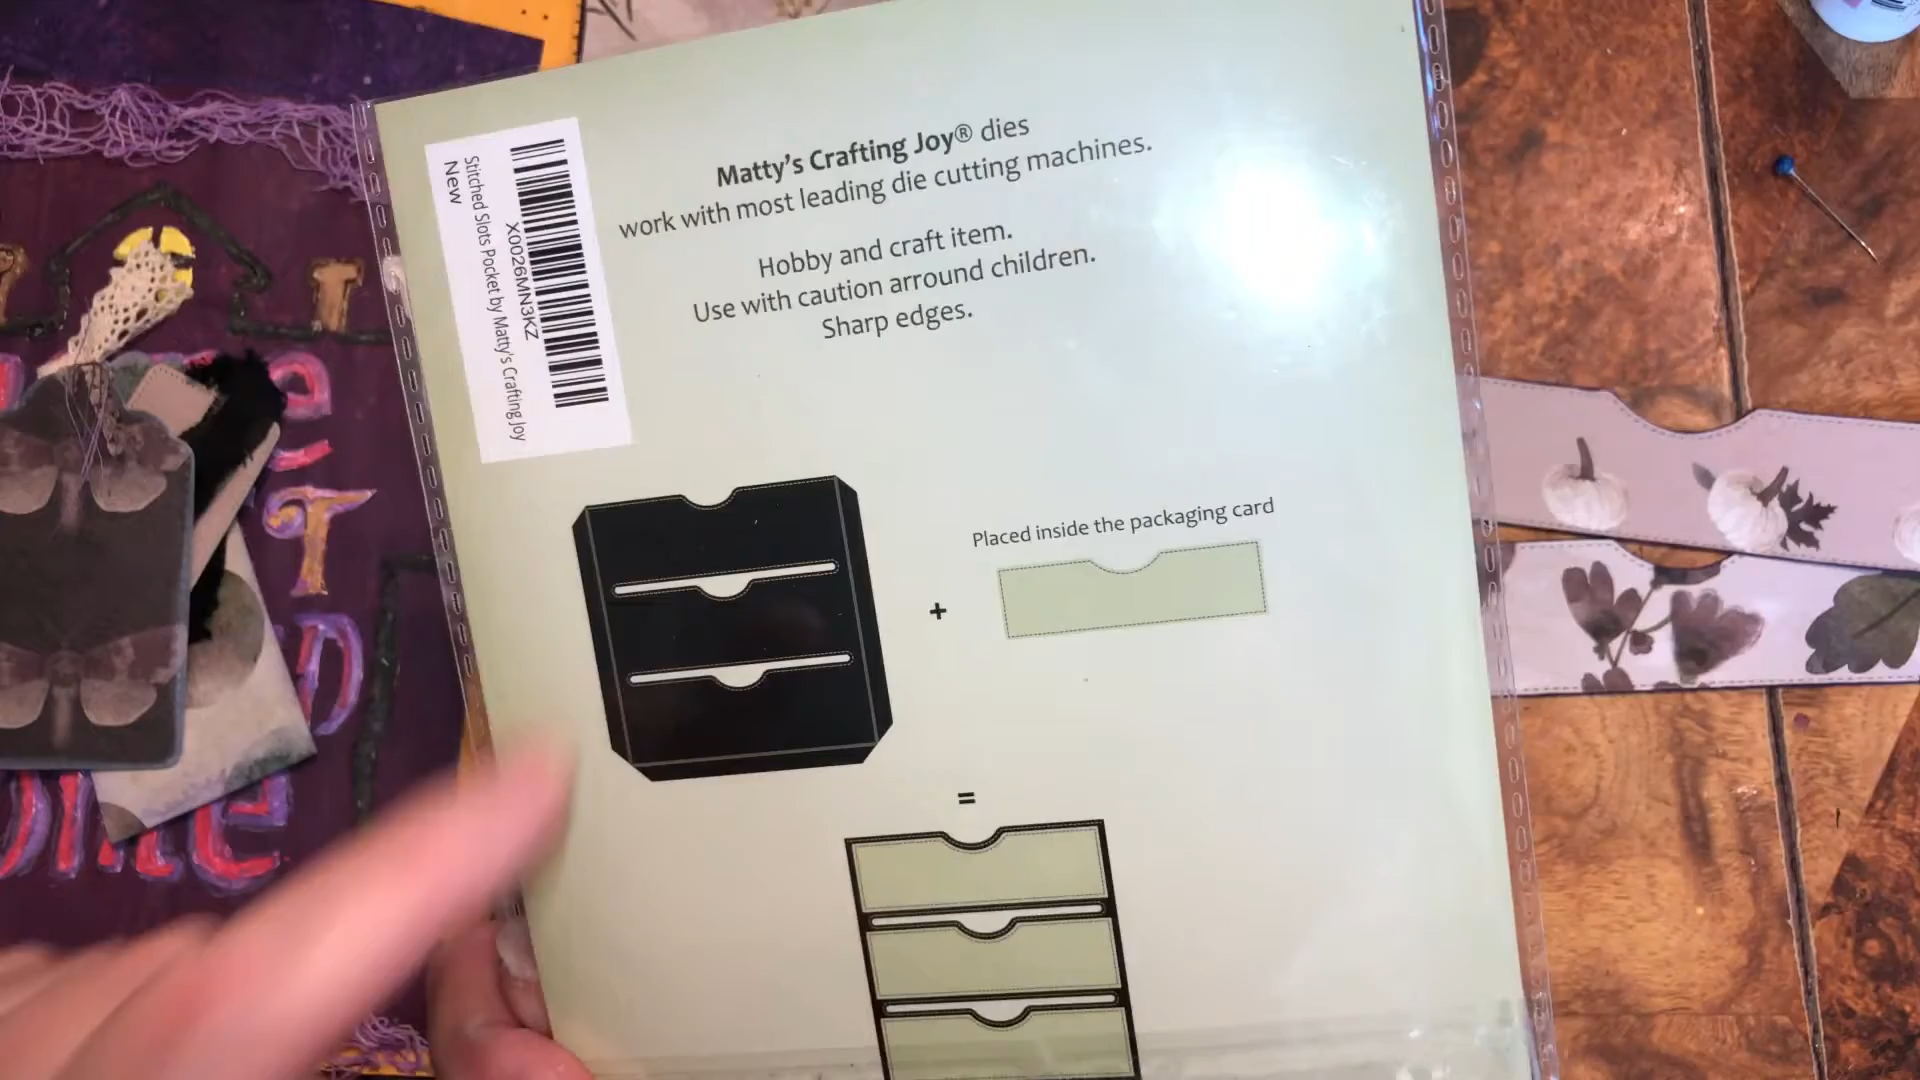 Matty's Crafting Joy® dies
work with most leading die cutting machines.
Hobby and craft item.
Use with caution arround children.
Sharp edges.
X0026MN3KZ
Stitched Slots Pocket by Matty's Crafting Joy
New
Placed inside the packaging card
+
=